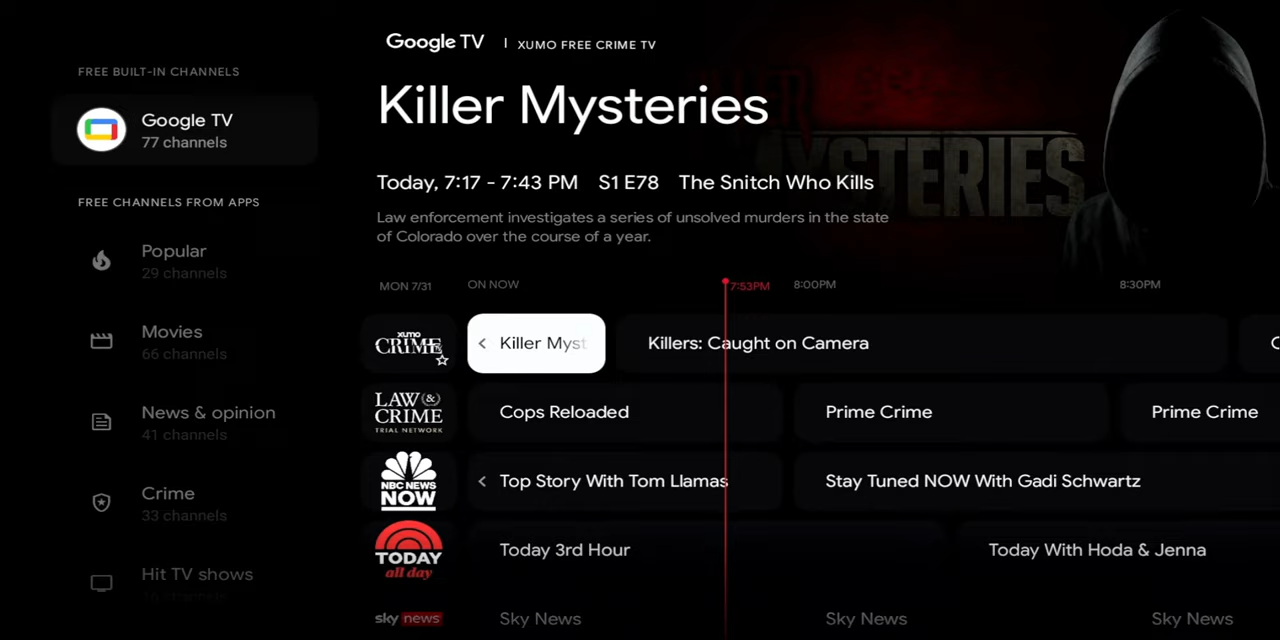 FREE BUILT-IN CHANNELS
Google TV
77 channels
FREE CHANNELS FROM APPS
Popular
29 channels
Movies
66 channels
News & opinion
41 channels
Crime
33 channels
Hit TV shows
16 channels
Google TV | XUMO FREE CRIME TV
Killer Mysteries
MYSTERIES
Today, 7:17 - 7:43 PM S1 E78 The Snitch Who Kills
Law enforcement investigates a series of unsolved murders in the state
of Colorado over the course of a year.
MON 7/31 ON NOW 7:53PM 8:00PM 8:30PM
XUMO
CRIME TV
< Killer Myst
Killers: Caught on Camera
LAW &
CRIME
TRIAL NETWORK
Cops Reloaded
Prime Crime
Prime Crime
NBC NEWS
NOW
< Top Story With Tom Llamas
Stay Tuned NOW With Gadi Schwartz
TODAY
all day
Today 3rd Hour
Today With Hoda & Jenna
sky news
Sky News
Sky News
Sky News